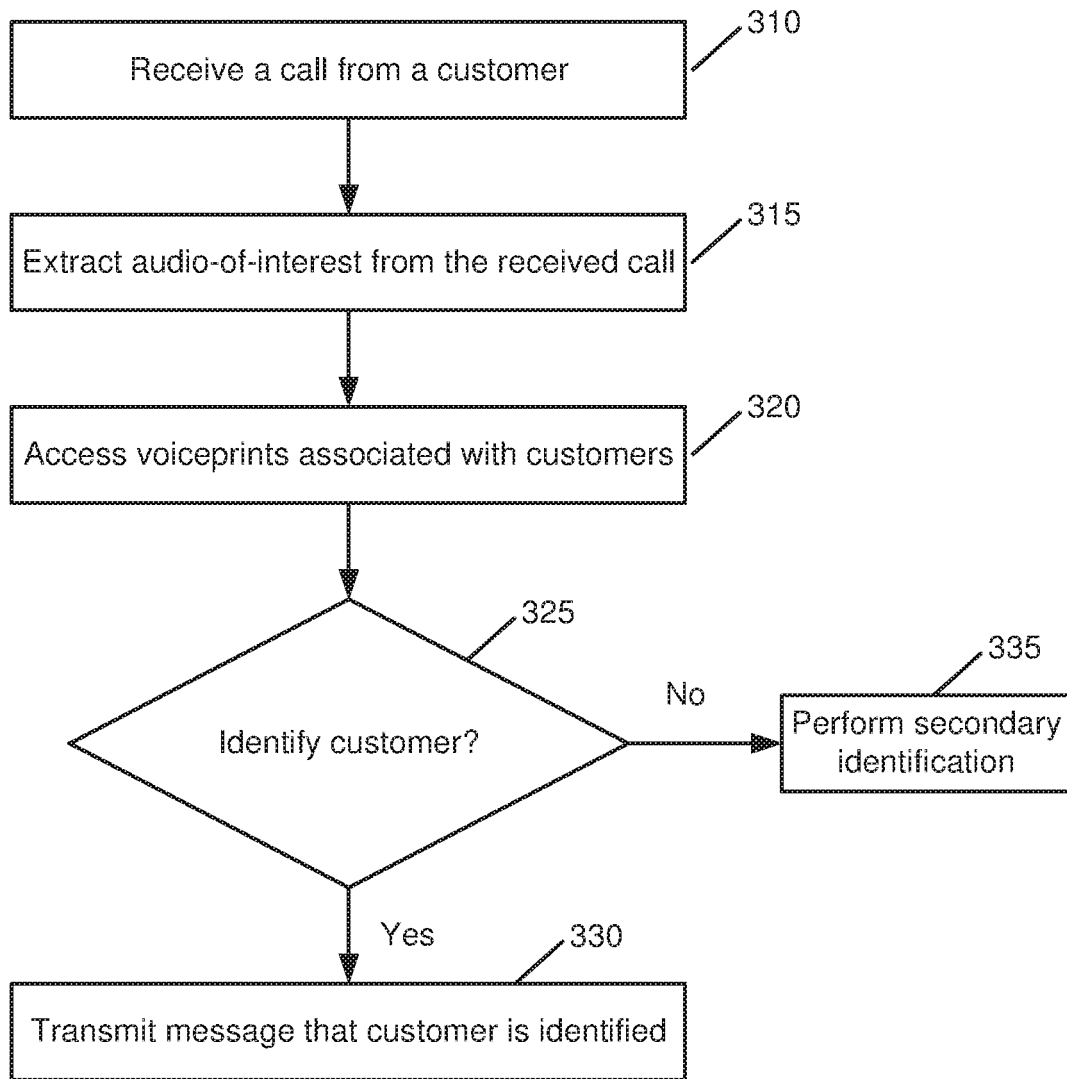 310
Receive a call from a customer
315
Extract audio-of-interest from the received call
320
Access voiceprints associated with customers
325
Identify customer?
No
335
Perform secondary
identification
Yes
330
Transmit message that customer is identified